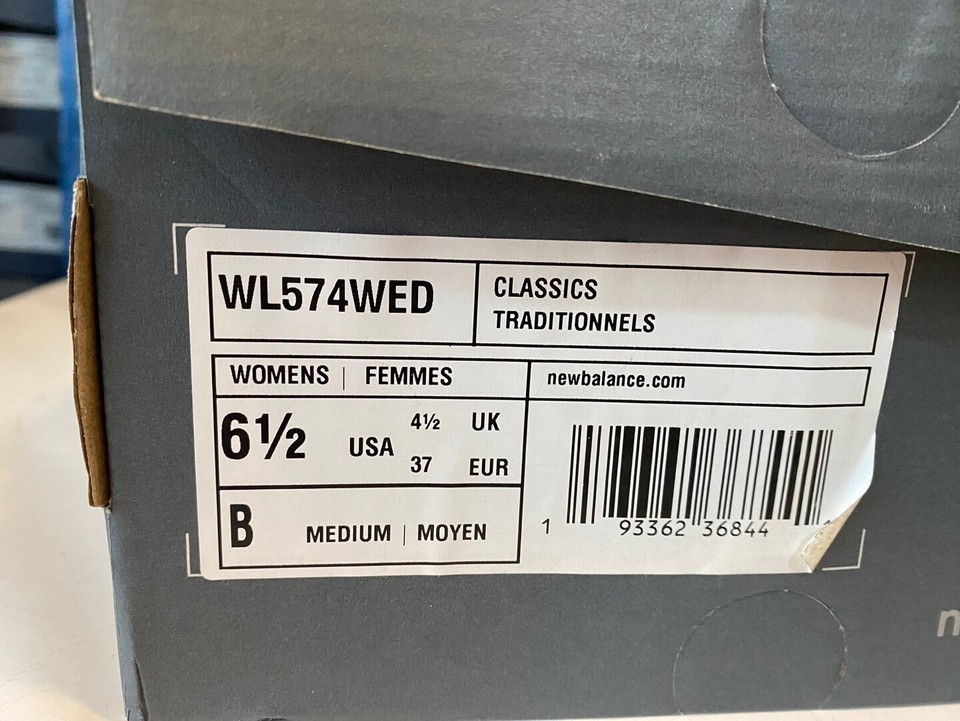 WL574WED
CLASSICS
TRADITIONNELS
WOMENS | FEMMES
newbalance.com
6½ USA
4½ UK
37 EUR
B MEDIUM | MOYEN
1 93362 36844